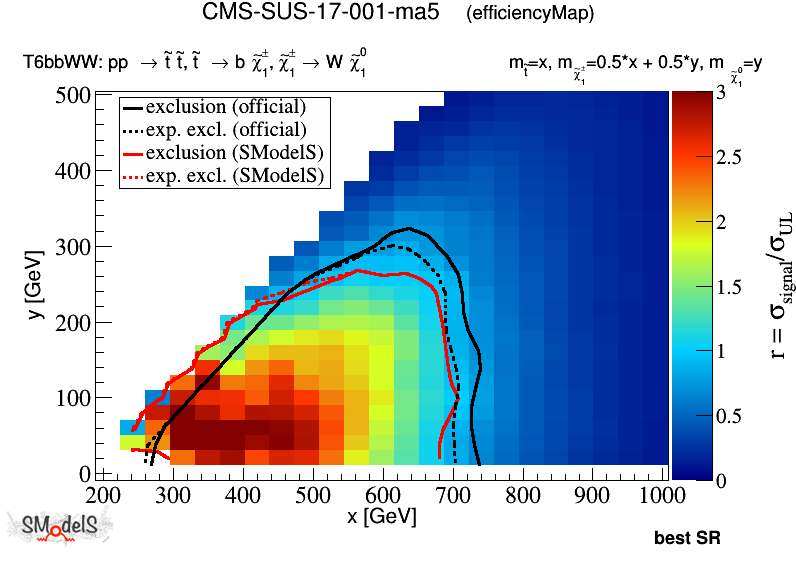 CMS-SUS-17-001-ma5 (efficiencyMap)
T6bbWW: pp → t̃ t̃, t̃ → b χ̃₁±, χ̃₁± → W χ̃₁⁰ m_t̃=x, m_χ̃₁±=0.5*x + 0.5*y, m_χ̃₁⁰=y
exclusion (official)
exp. excl. (official)
exclusion (SModelS)
exp. excl. (SModelS)
500
400
300
200
100
0
y [GeV]
200 300 400 500 600 700 800 900 1000
x [GeV]
3
2.5
2
1.5
1
0.5
0
r = σ_signal/σ_UL
SModelS
best SR